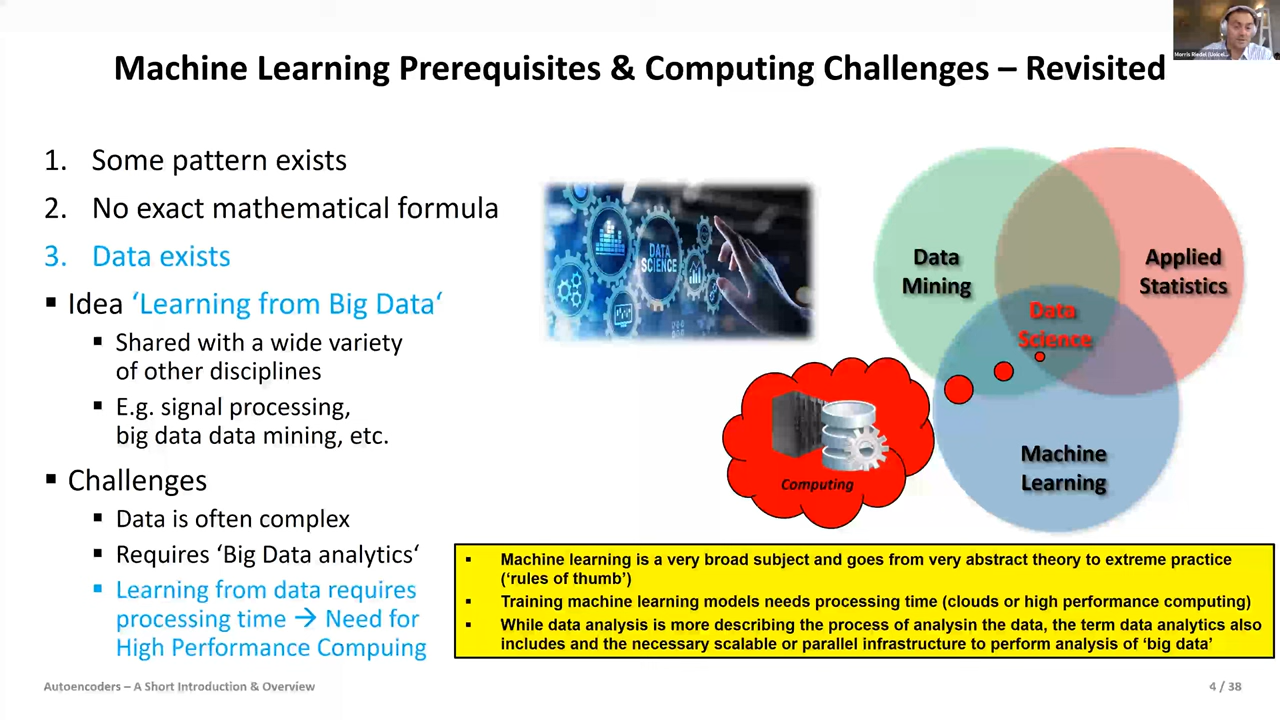 Morris Riedel
Machine Learning Prerequisites & Computing Challenges – Revisited
1. Some pattern exists
2. No exact mathematical formula
3. Data exists
▪ Idea ‘Learning from Big Data‘
▪ Shared with a wide variety
of other disciplines
▪ E.g. signal processing,
big data data mining, etc.
▪ Challenges
▪ Data is often complex
▪ Requires ‘Big Data analytics‘
▪ Learning from data requires
processing time → Need for
High Performance Compuing
DATA
SCIENCE
Data
Mining
Applied
Statistics
Data
Science
Machine
Learning
Computing
▪ Machine learning is a very broad subject and goes from very abstract theory to extreme practice
(‘rules of thumb’)
▪ Training machine learning models needs processing time (clouds or high performance computing)
▪ While data analysis is more describing the process of analysin the data, the term data analytics also
includes and the necessary scalable or parallel infrastructure to perform analysis of ‘big data’
Autoencoders – A Short Introduction & Overview
4 / 38